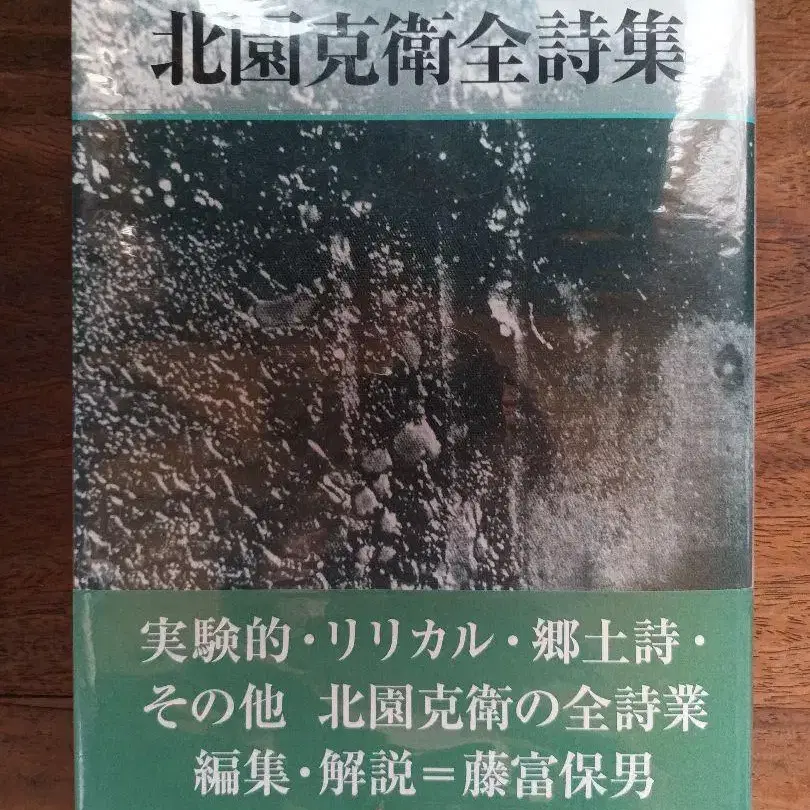 北園克衛全詩集
実験的・リリカル・郷土詩・
その他 北園克衛の全詩業
編集・解説＝藤富保男